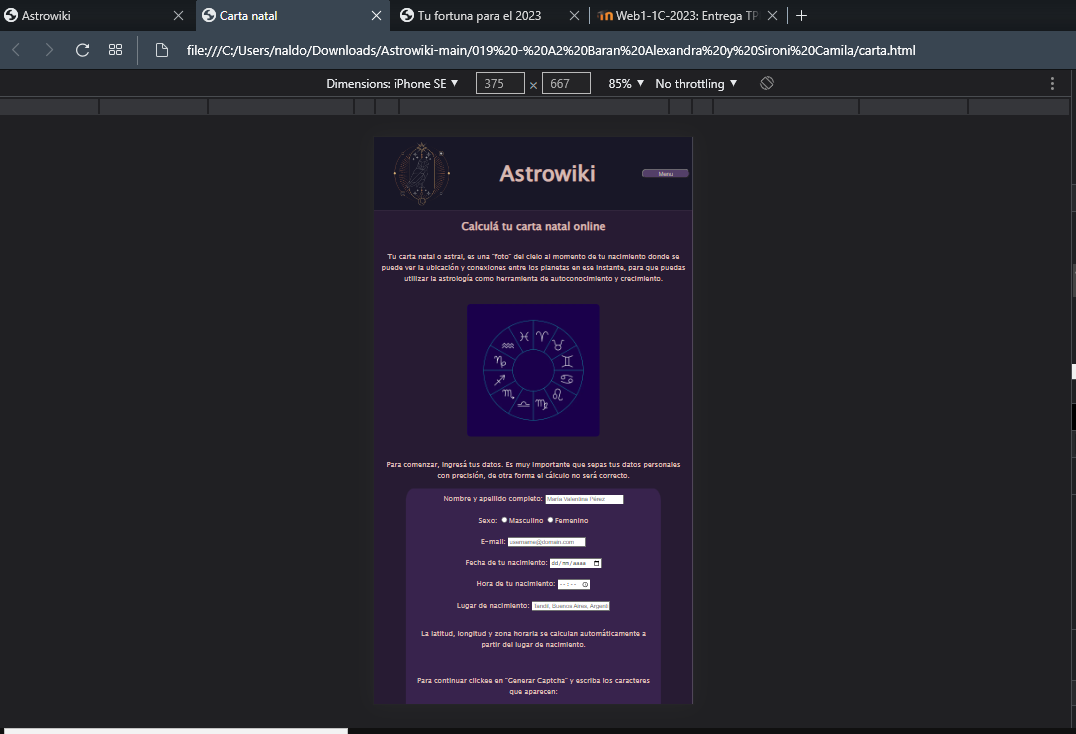 Astrowiki
Carta natal
Tu fortuna para el 2023
Web1-1C-2023: Entrega TP
file:///C:/Users/naldo/Downloads/Astrowiki-main/019%20-%20A2%20Baran%20Alexandra%20y%20Sironi%20Camila/carta.html
Dimensions: iPhone SE 375 × 667 85% No throttling
Astrowiki
Menu
Calculá tu carta natal online
Tu carta natal o astral, es una "foto" del cielo al momento de tu nacimiento donde se
puede ver la ubicación y conexiones entre los planetas en ese instante, para que puedas
utilizar la astrología como herramienta de autoconocimiento y crecimiento.
Para comenzar, ingresá tus datos. Es muy importante que sepas tus datos personales
con precisión, de otra forma el cálculo no será correcto.
Nombre y apellido completo: María Valentina Pérez
Sexo: Masculino Femenino
E-mail: username@domain.com
Fecha de tu nacimiento: dd/mm/aaaa
Hora de tu nacimiento: --:--
Lugar de nacimiento: Tandil, Buenos Aires, Argent
La latitud, longitud y zona horaria se calculan automáticamente a
partir del lugar de nacimiento.
Para continuar clickee en "Generar Captcha" y escriba los caracteres
que aparecen: